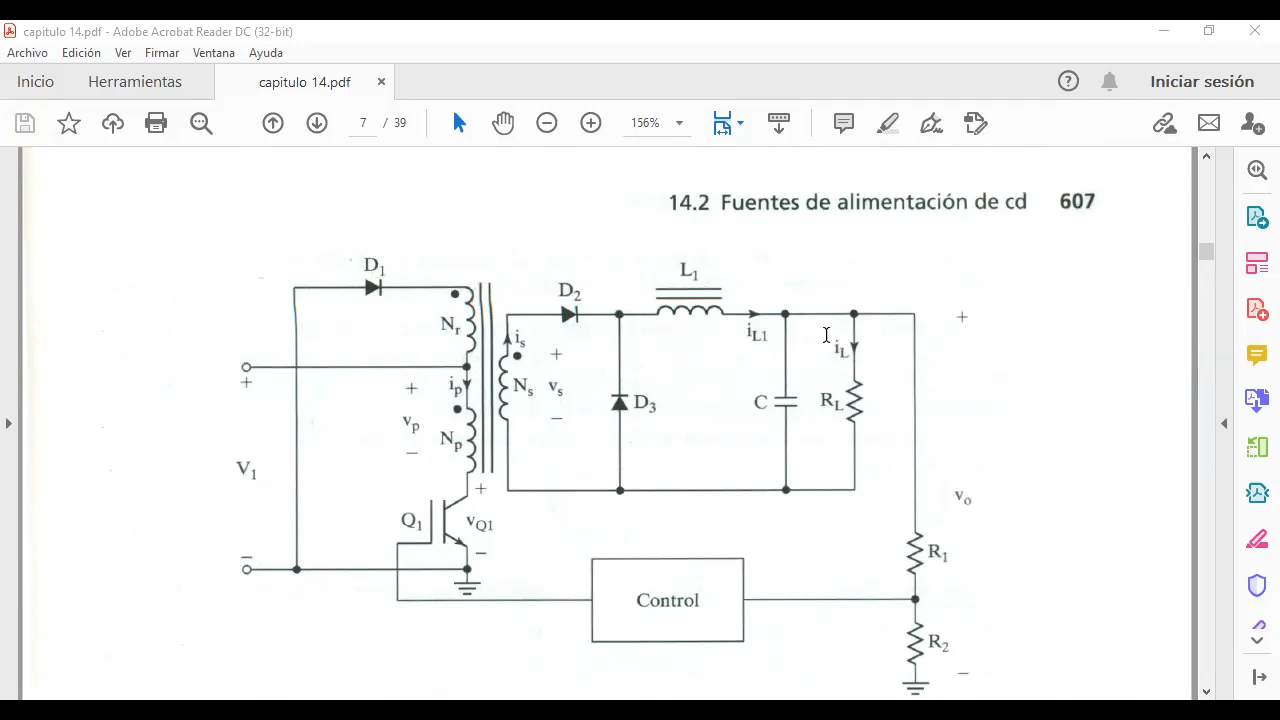 capitulo 14.pdf - Adobe Acrobat Reader DC (32-bit)
Archivo Edición Ver Firmar Ventana Ayuda
Inicio Herramientas capitulo 14.pdf × Iniciar sesión
7 / 39 156%
14.2 Fuentes de alimentación de cd 607
D1
L1
D2
Nr
iL1
+
is
iL
+
+
ip
+
Ns
vs
D3
C
RL
vp
−
Np
−
V1
+
Q1
vQ1
vo
−
−
R1
Control
R2
−